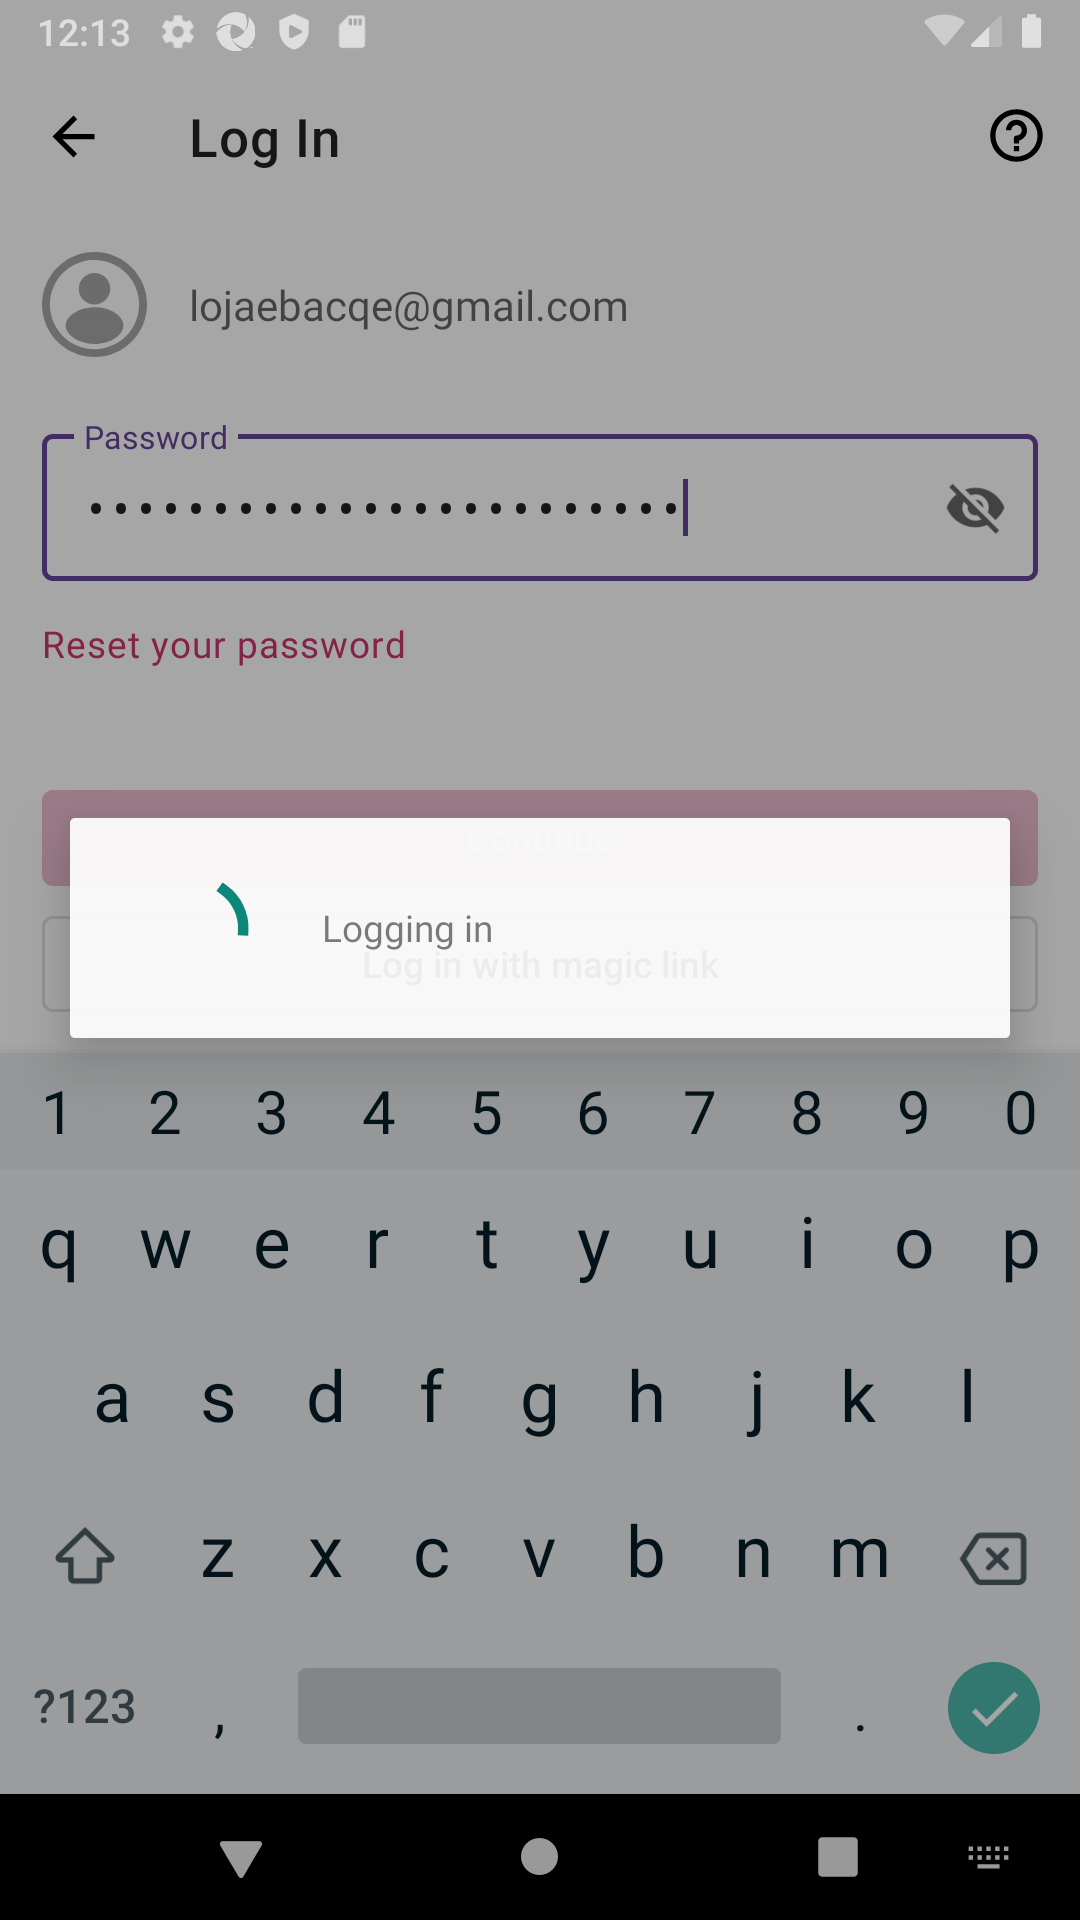 12:13
Log In
lojaebacqe@gmail.com
Password
••••••••••••••••••••••••
Reset your password
Continue
Logging in
Log in with magic link
1 2 3 4 5 6 7 8 9 0
q w e r t y u i o p
a s d f g h j k l
z x c v b n m
?123 , .